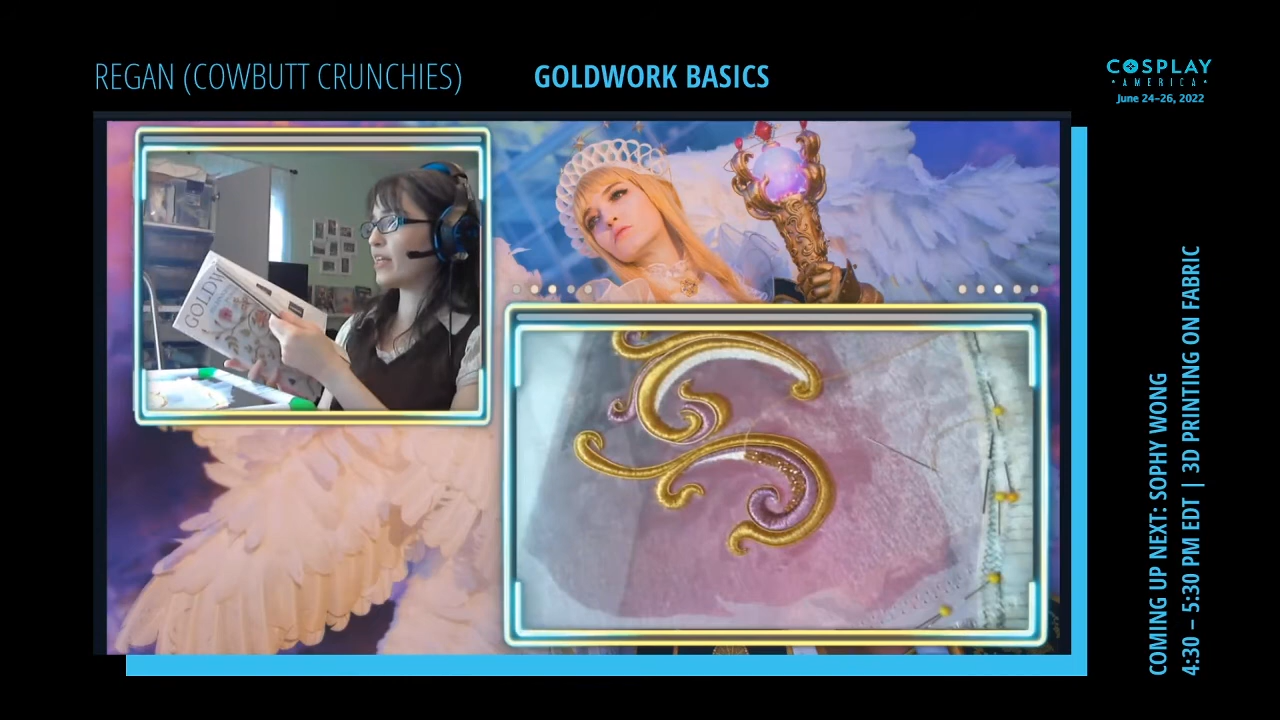 REGAN (COWBUTT CRUNCHIES)
GOLDWORK BASICS
COSPLAY
AMERICA
June 24-26, 2022
GOLDW
COMING UP NEXT: SOPHY WONG
4:30 – 5:30 PM EDT | 3D PRINTING ON FABRIC